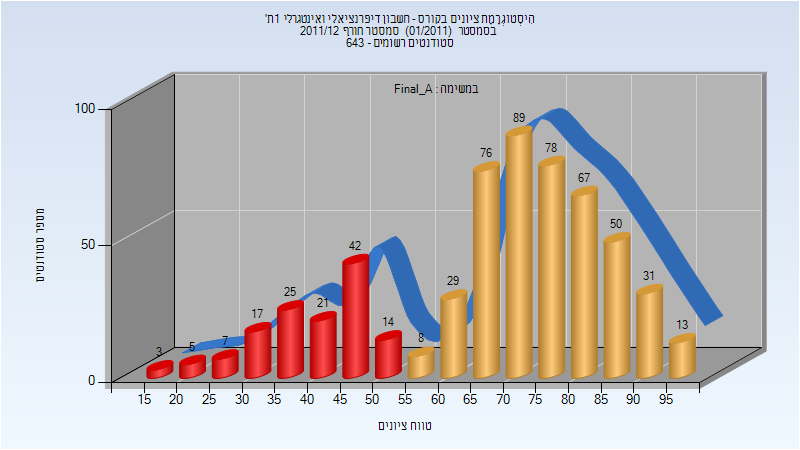 היסטוגרמת ציונים בקורס - חשבון דיפרנציאלי ואינטגרלי 1ת'
בסמסטר (01/2011) סמסטר חורף 2011/12
סטודנטים רשומים - 643
במשימה : Final_A
100
50
0
מספר סטודנטים
3
5
7
17
25
21
42
14
8
29
76
89
78
67
50
31
13
15 20 25 30 35 40 45 50 55 60 65 70 75 80 85 90 95
טווח ציונים